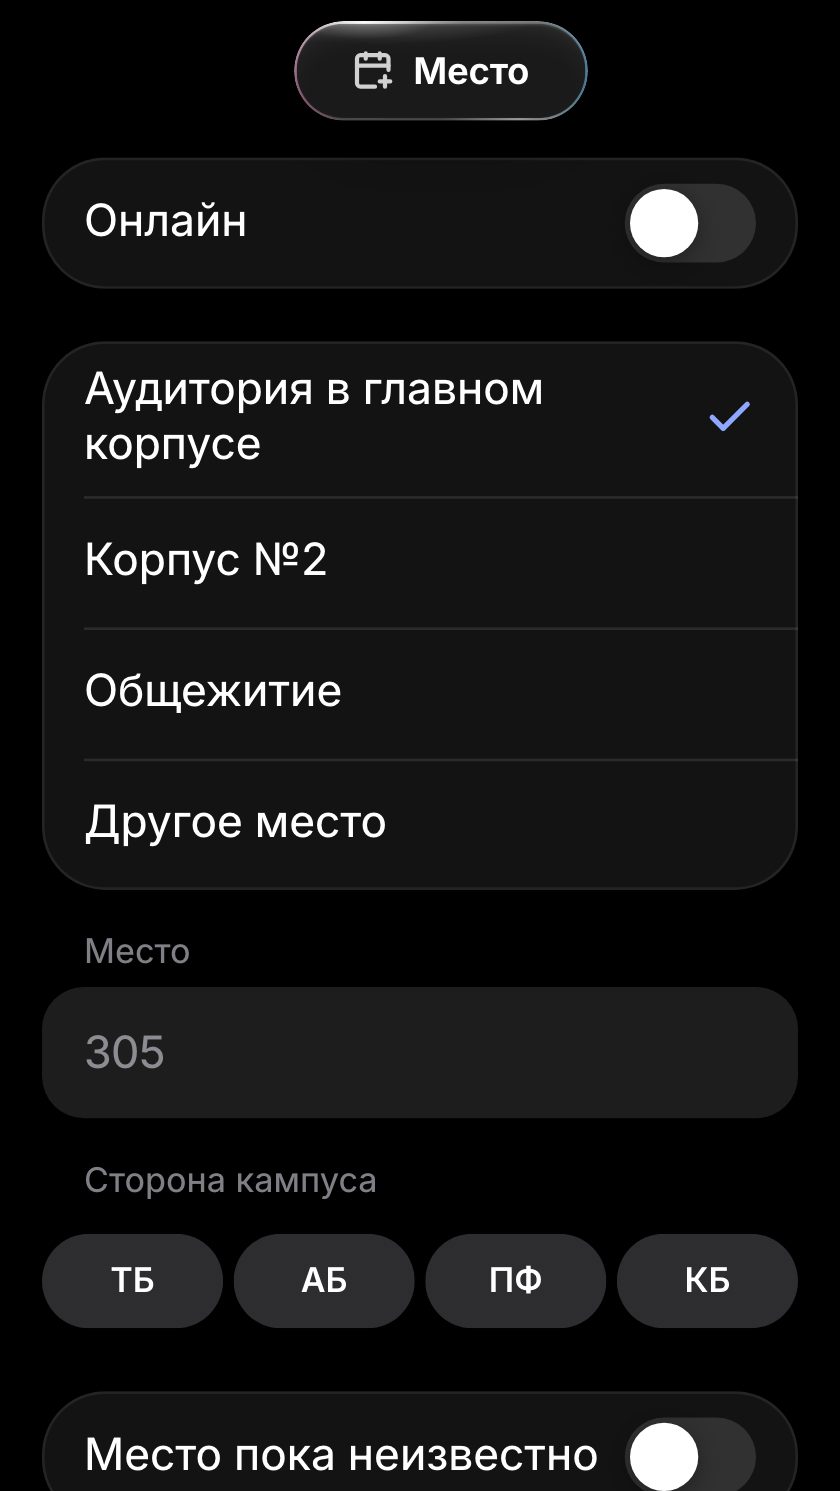 Место
Онлайн
Аудитория в главном
корпусе
Корпус №2
Общежитие
Другое место
Место
305
Сторона кампуса
ТБ
АБ
ПФ
КБ
Место пока неизвестно